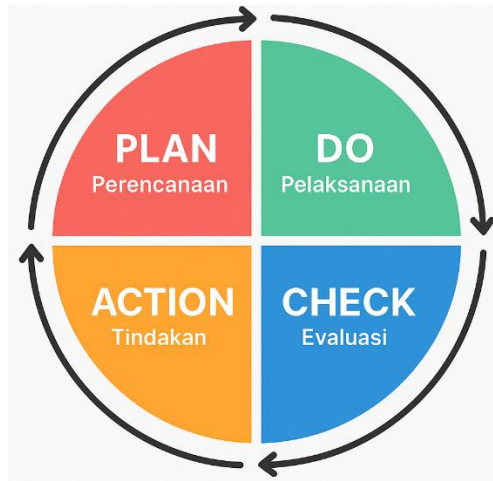 PLAN
Perencanaan
DO
Pelaksanaan
ACTION
Tindakan
CHECK
Evaluasi